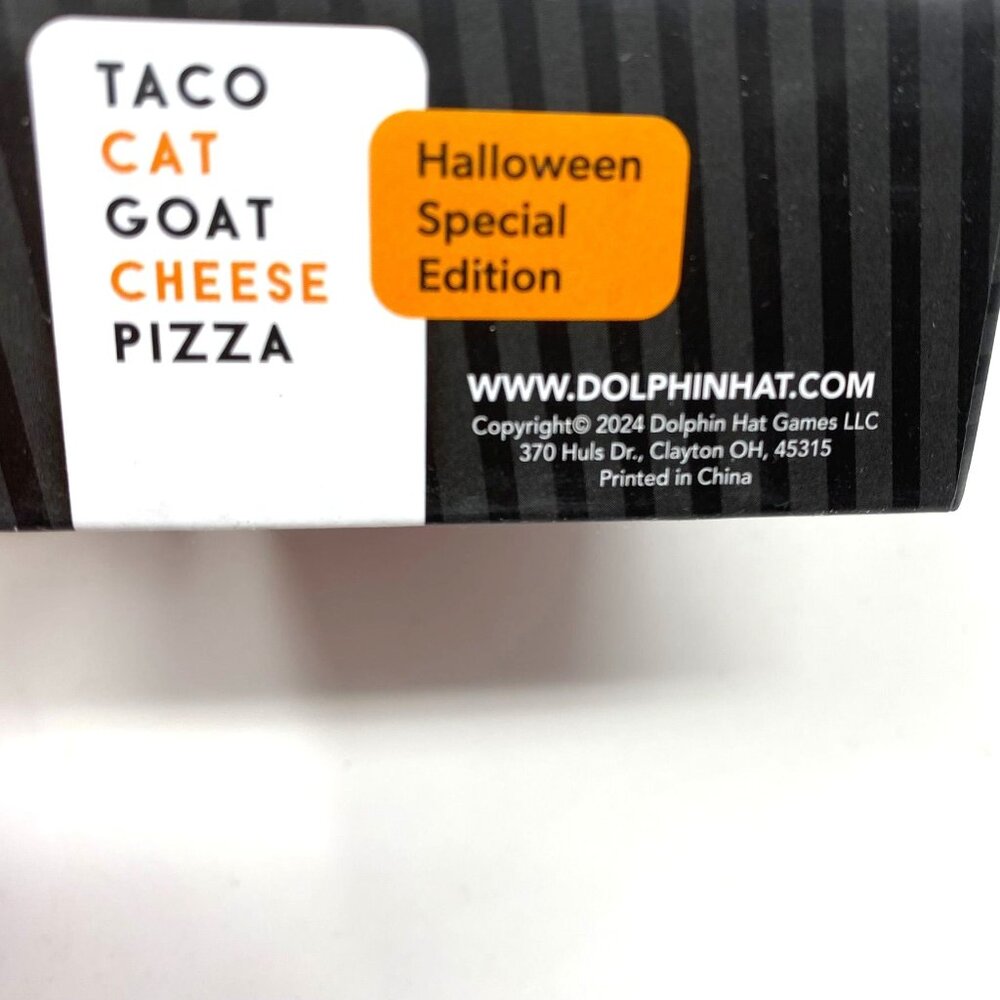 TACO
CAT
GOAT
CHEESE
PIZZA
Halloween
Special
Edition
WWW.DOLPHINHAT.COM
Copyright© 2024 Dolphin Hat Games LLC
370 Huls Dr., Clayton OH, 45315
Printed in China